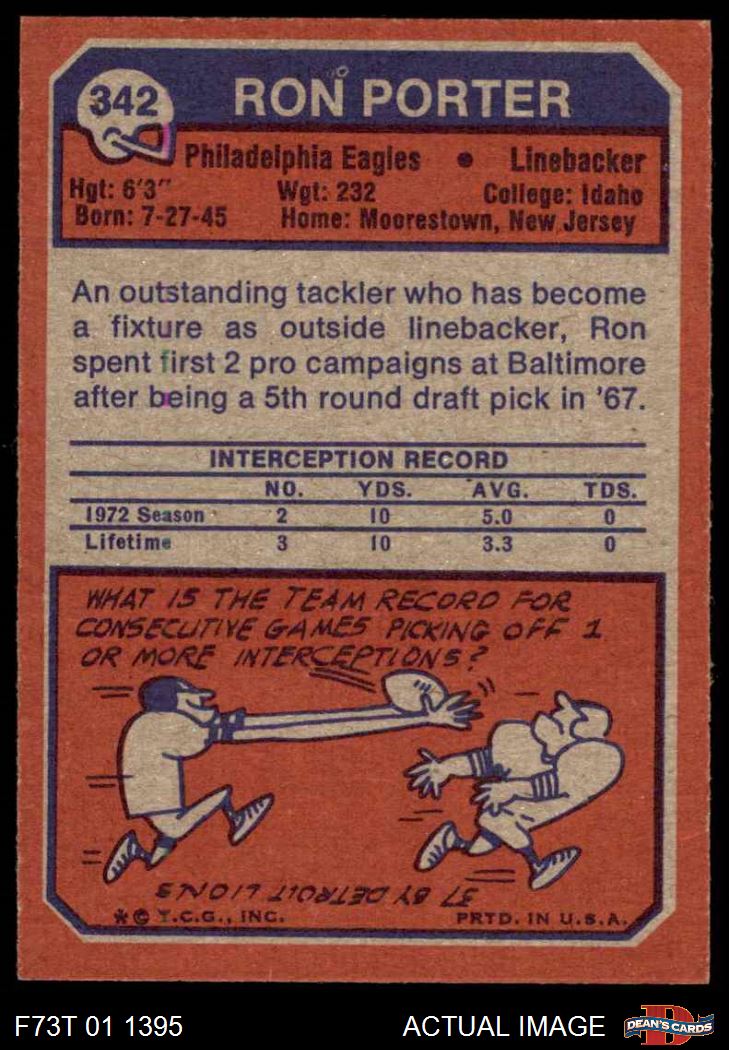 342
RON PORTER
Philadelphia Eagles • Linebacker
Hgt: 6'3" Wgt: 232 College: Idaho
Born: 7-27-45 Home: Moorestown, New Jersey
An outstanding tackler who has become
a fixture as outside linebacker, Ron
spent first 2 pro campaigns at Baltimore
after being a 5th round draft pick in '67.
INTERCEPTION RECORD
NO. YDS. AVG. TDS.
1972 Season 2 10 5.0 0
Lifetime 3 10 3.3 0
WHAT IS THE TEAM RECORD FOR
CONSECUTIVE GAMES PICKING OFF 1
OR MORE INTERCEPTIONS?
37 BY DETROIT LIONS
* © T.C.G., INC. PRTD. IN U.S.A.
F73T 01 1395 ACTUAL IMAGE
D
DEAN'S CARDS